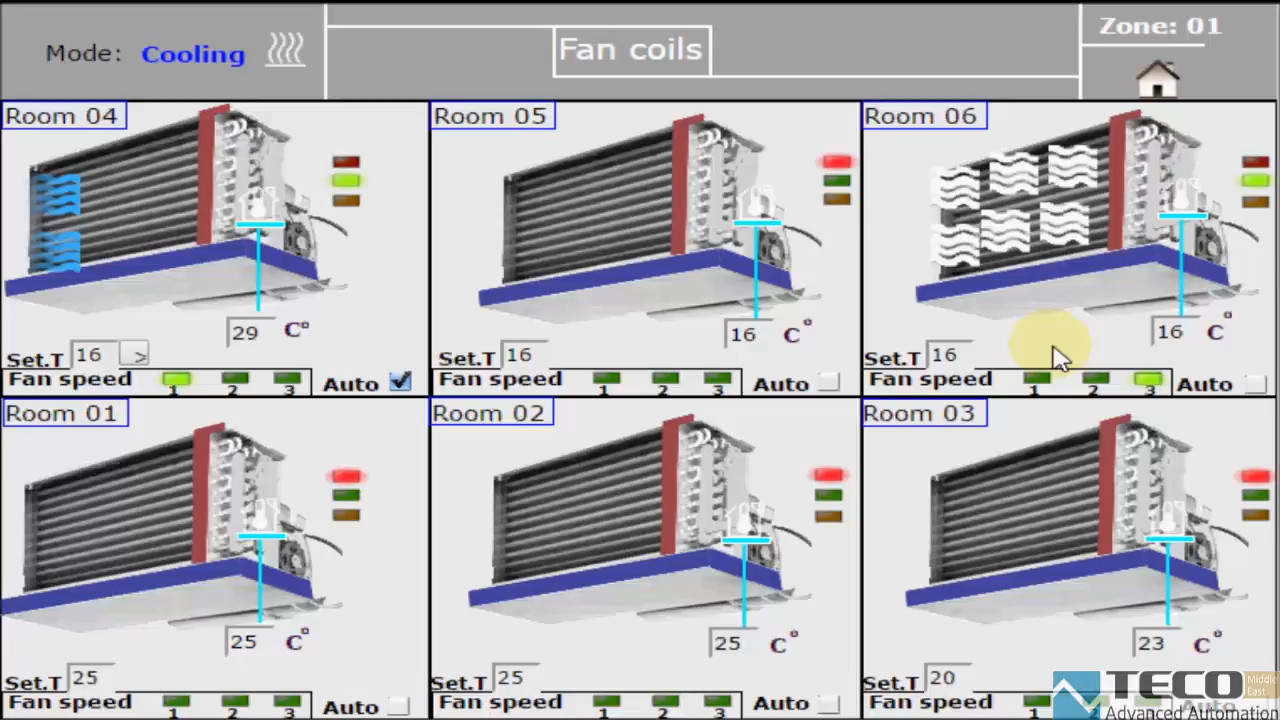 Mode: Cooling
Fan coils
Zone: 01
Room 04
29 C°
Set.T 16 >
Fan speed 1 2 3 Auto
Room 05
16 C°
Set.T 16
Fan speed 1 2 3 Auto
Room 06
16 C°
Set.T 16
Fan speed 1 2 3 Auto
Room 01
25 C°
Set.T 25
Fan speed 1 2 3 Auto
Room 02
25 C°
Set.T 25
Fan speed 1 2 3 Auto
Room 03
23 C°
Set.T 20
Fan speed 1
TECO Middle East
Advanced Automation